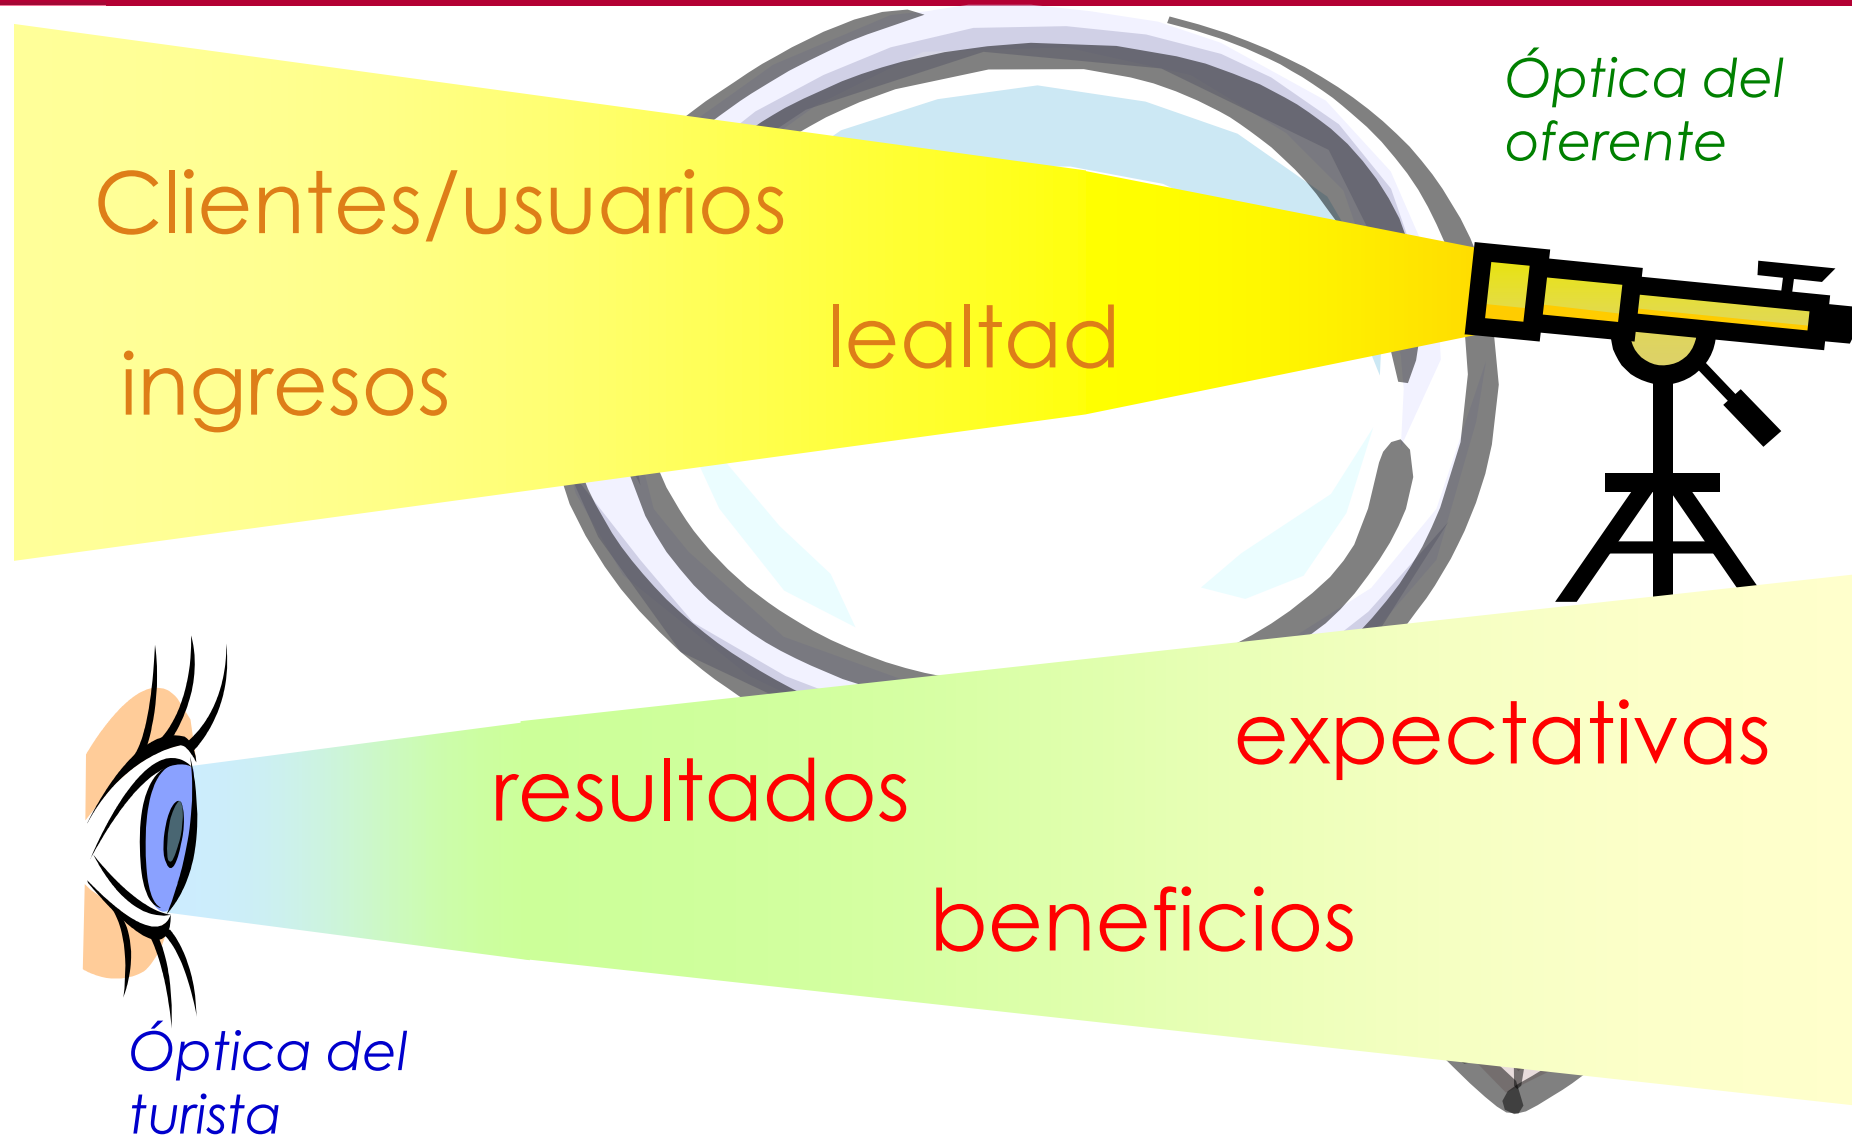 Óptica del
oferente
Clientes/usuarios
lealtad
ingresos
expectativas
resultados
beneficios
Óptica del
turista